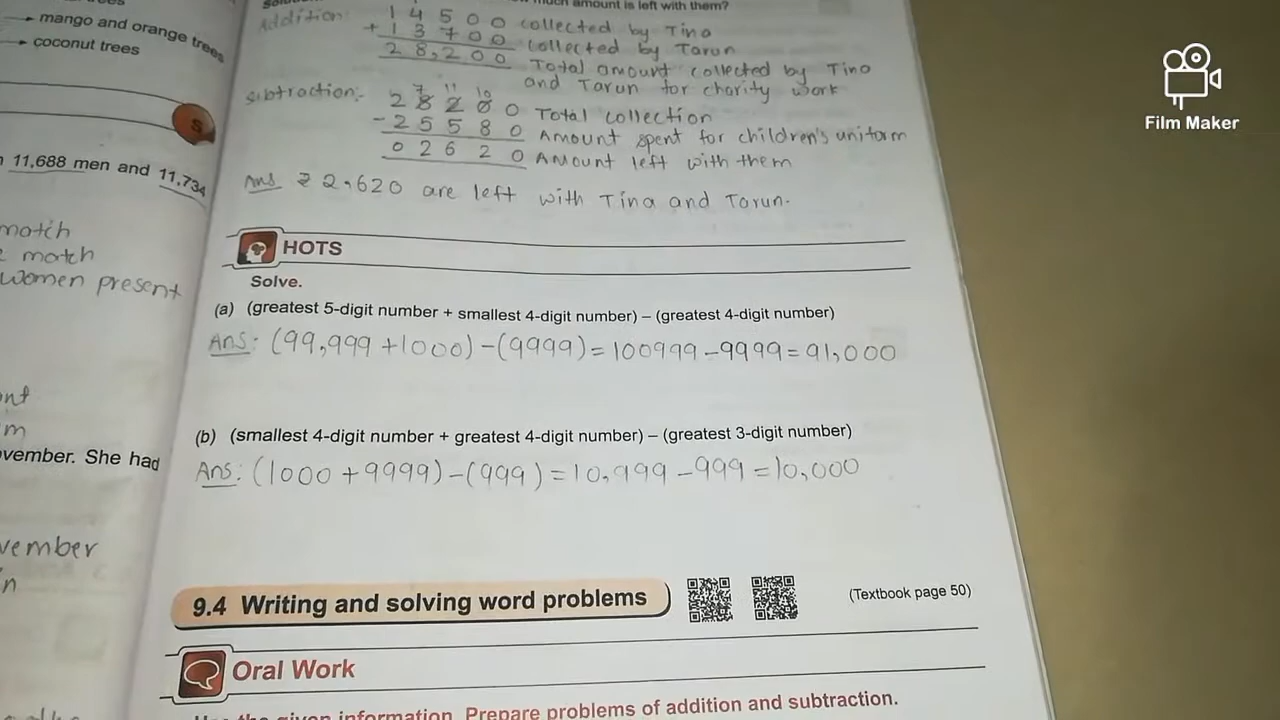 mango and orange trees
coconut trees
11,688 men and 11,734
match
match
women present
m
vember. She had
vember
in
much amount is left with them?
Addition: 1 4 5 0 0 collected by Tina
+ 1 3 7 0 0 collected by Tarun
2 8, 2 0 0 Total amount collected by Tina
and Tarun for charity work
7 11 10
subtraction:- 2 8 2 0 0 Total collection
- 2 5 5 8 0 Amount spent for children's uniform
0 2 6 2 0 Amount left with them
Ans ₹ 2,620 are left with Tina and Tarun.
HOTS
Solve.
(a) (greatest 5-digit number + smallest 4-digit number) – (greatest 4-digit number)
Ans: (99,999 +1000) -(9999) = 100999 -9999 = 91,000
(b) (smallest 4-digit number + greatest 4-digit number) – (greatest 3-digit number)
Ans: (1000 + 9999) -(999) = 10,999 -999 = 10,000
9.4 Writing and solving word problems
(Textbook page 50)
Oral Work
the given information. Prepare problems of addition and subtraction.
Film Maker